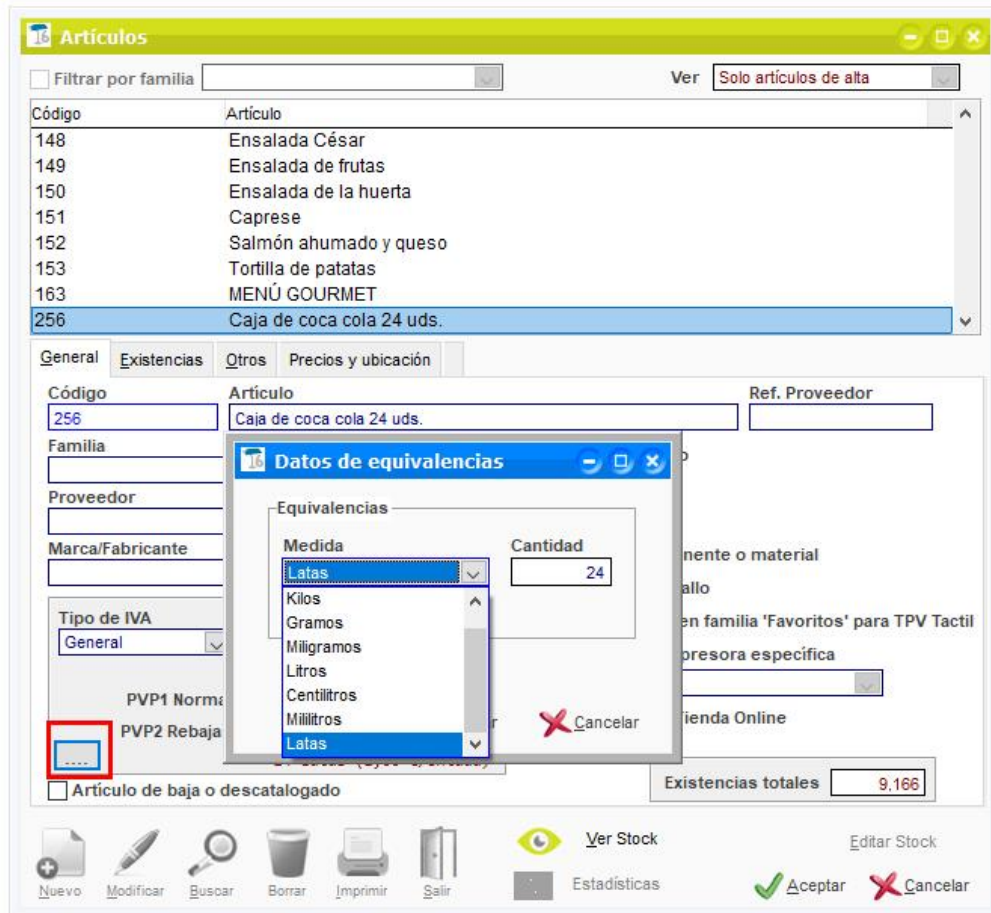 16 Artículos
Filtrar por familia Ver Solo artículos de alta
Código Artículo
148 Ensalada César
149 Ensalada de frutas
150 Ensalada de la huerta
151 Caprese
152 Salmón ahumado y queso
153 Tortilla de patatas
163 MENÚ GOURMET
256 Caja de coca cola 24 uds.
General Existencias Otros Precios y ubicación
Código Artículo Ref. Proveedor
256 Caja de coca cola 24 uds.
Familia
16 Datos de equivalencias
Proveedor
Equivalencias
Marca/Fabricante
Medida Cantidad
nente o material
Latas 24
Kilos
allo
Tipo de IVA
Gramos
en familia 'Favoritos' para TPV Tactil
General
Miligramos
presora específica
Litros
PVP1 Norma
Centilitros
Mililitros
Cancelar
ienda Online
PVP2 Rebaja
Latas
....
Artículo de baja o descatalogado
Existencias totales 9,166
Ver Stock Editar Stock
Nuevo Modificar Buscar Borrar Imprimir Salir
Estadísticas Aceptar Cancelar